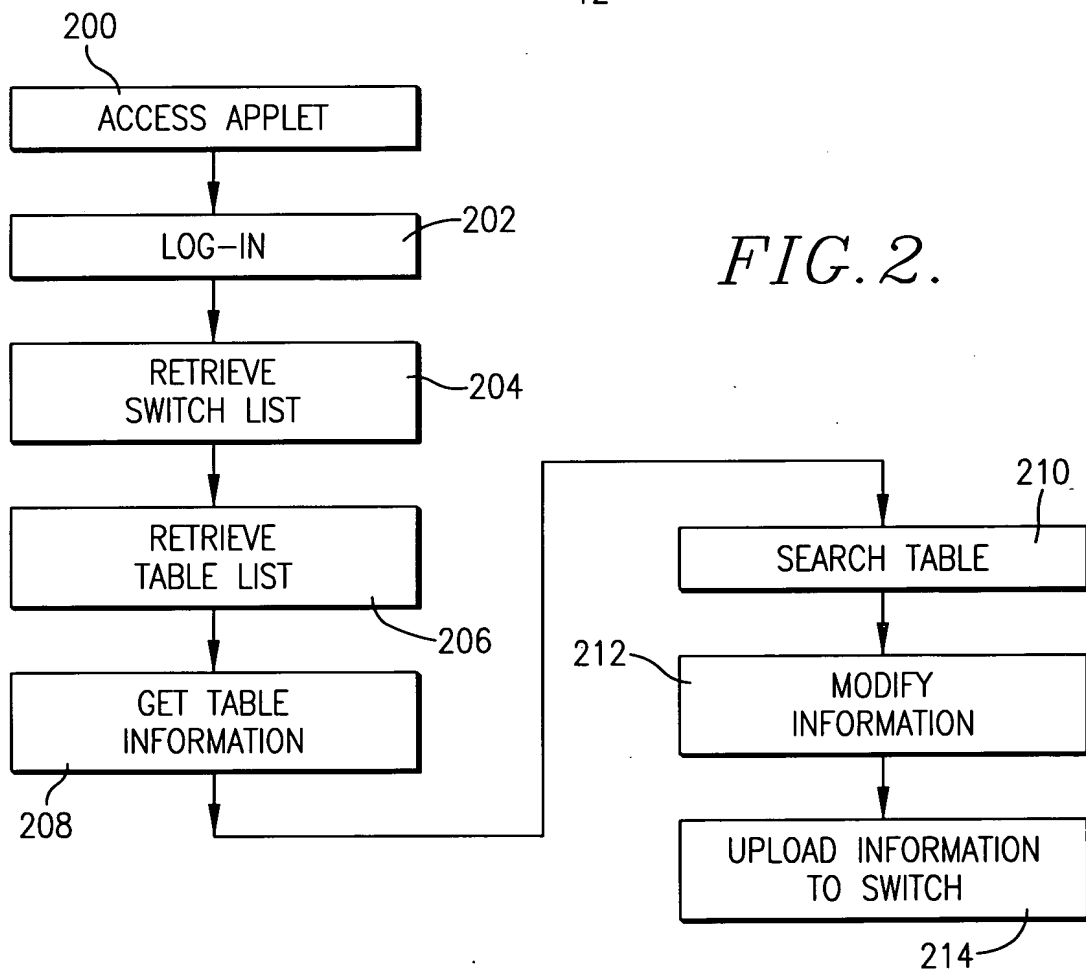 200
ACCESS APPLET
LOG-IN
202
RETRIEVE
SWITCH LIST
204
RETRIEVE
TABLE LIST
206
GET TABLE
INFORMATION
208
FIG. 2.
210
SEARCH TABLE
212
MODIFY
INFORMATION
UPLOAD INFORMATION
TO SWITCH
214